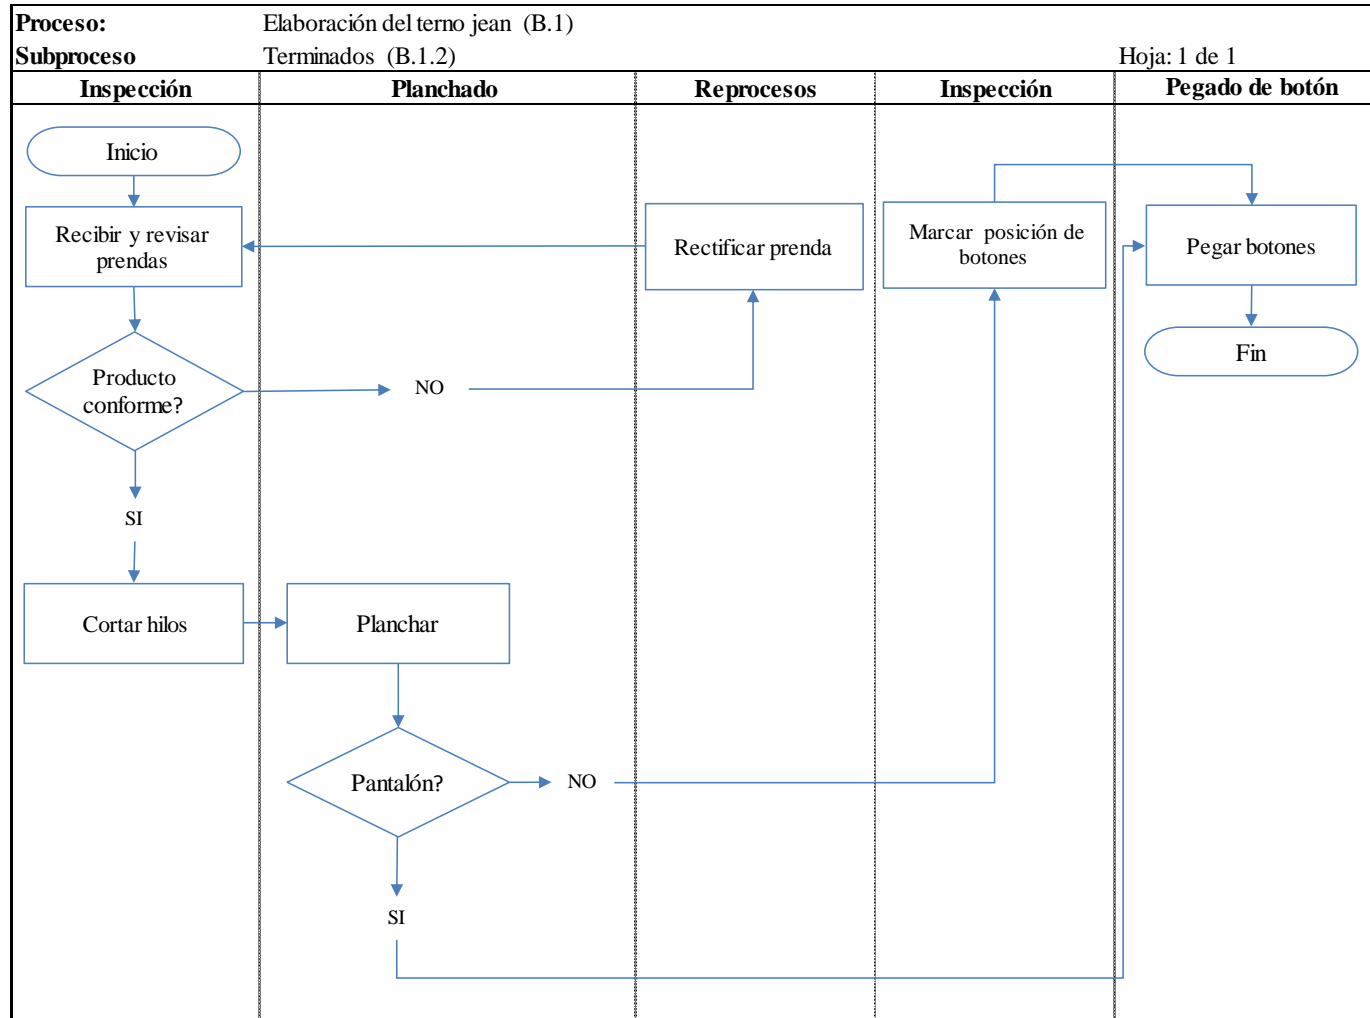 Proceso: Elaboración del terno jean (B.1)
Subproceso Terminados (B.1.2) Hoja: 1 de 1
Inspección Planchado Reprocesos Inspección Pegado de botón
Inicio
Recibir y revisar
prendas
Rectificar prenda
Marcar posición de
botones
Pegar botones
Fin
Producto
conforme?
NO
SI
Cortar hilos
Planchar
Pantalón?
NO
SI